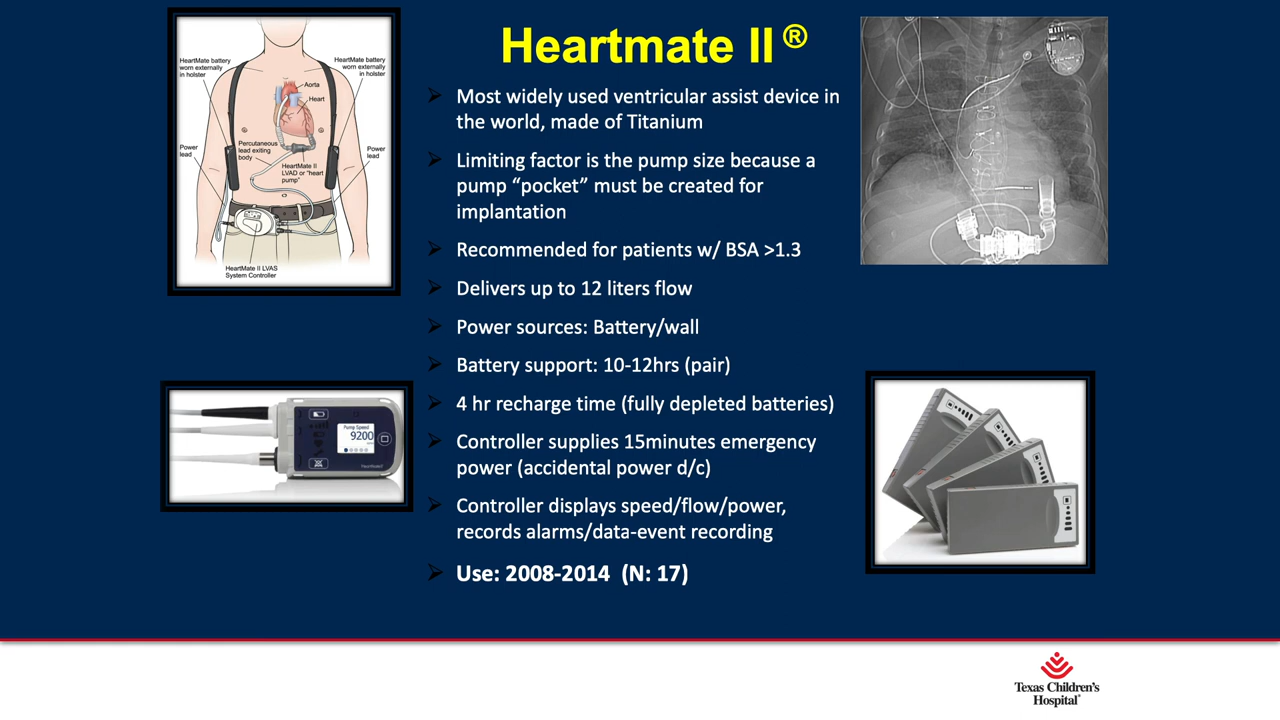 Heartmate II ®
HeartMate battery
worn externally
in holster
HeartMate battery
worn externally
in holster
Aorta
Heart
Power
lead
Percutaneous
lead exiting
body
Power
lead
HeartMate II
LVAD or "heart
pump"
HeartMate II LVAS
System Controller
Most widely used ventricular assist device in
the world, made of Titanium
Limiting factor is the pump size because a
pump “pocket” must be created for
implantation
Recommended for patients w/ BSA >1.3
Delivers up to 12 liters flow
Power sources: Battery/wall
Battery support: 10-12hrs (pair)
4 hr recharge time (fully depleted batteries)
Controller supplies 15minutes emergency
power (accidental power d/c)
Controller displays speed/flow/power,
records alarms/data-event recording
Use: 2008-2014 (N: 17)
Pump Speed
9200
Texas Children's
Hospital®